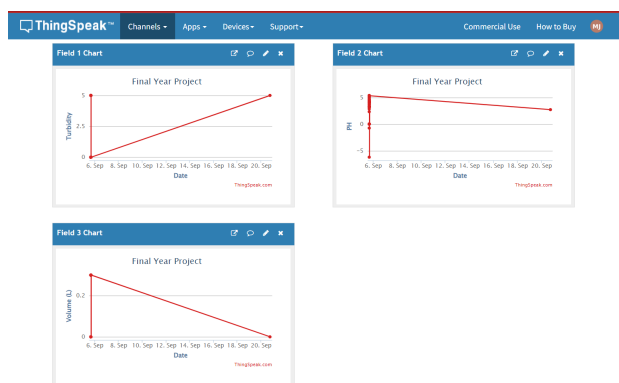 ThingSpeak™ Channels Apps Devices Support Commercial Use How to Buy MJ
Field 1 Chart
Final Year Project
5
2.5
0
Turbidity
6. Sep 8. Sep 10. Sep 12. Sep 14. Sep 16. Sep 18. Sep 20. Sep
Date
ThingSpeak.com
Field 2 Chart
Final Year Project
5
0
-5
PH
6. Sep 8. Sep 10. Sep 12. Sep 14. Sep 16. Sep 18. Sep 20. Sep
Date
ThingSpeak.com
Field 3 Chart
Final Year Project
0.2
0
Volume (L)
6. Sep 8. Sep 10. Sep 12. Sep 14. Sep 16. Sep 18. Sep 20. Sep
Date
ThingSpeak.com